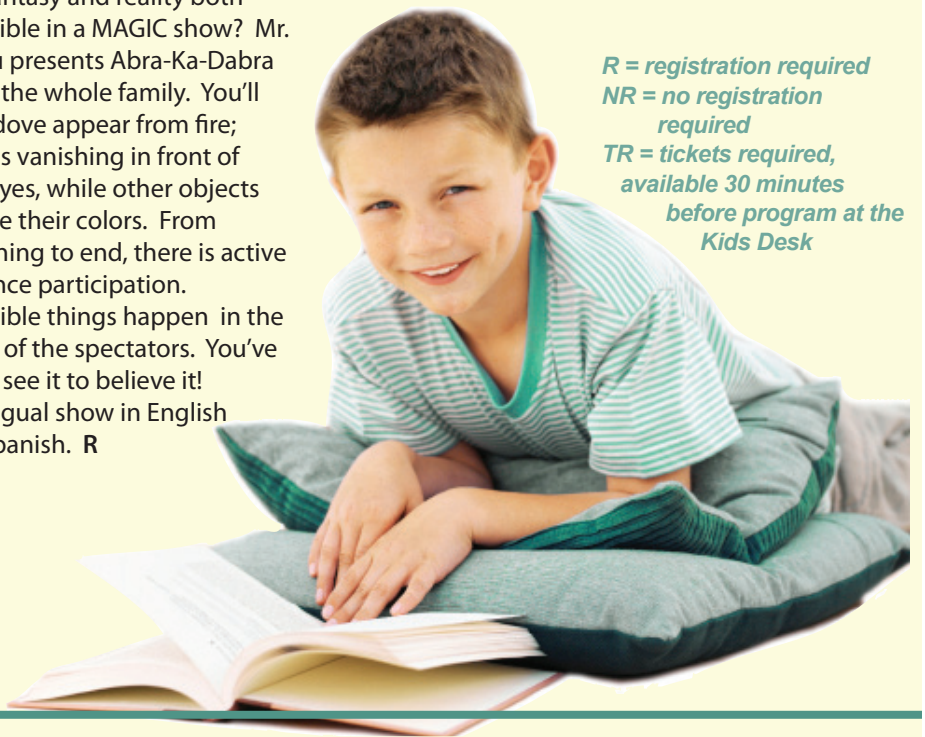 ntasy and reality both
ible in a MAGIC show? Mr.
presents Abra-Ka-Dabra
the whole family. You'll
dove appear from fire;
s vanishing in front of
yes, while other objects
e their colors. From
ning to end, there is active
nce participation.
ible things happen in the
of the spectators. You've
see it to believe it!
gual show in English
panish. R
R = registration required
NR = no registration
required
TR = tickets required,
available 30 minutes
before program at the
Kids Desk